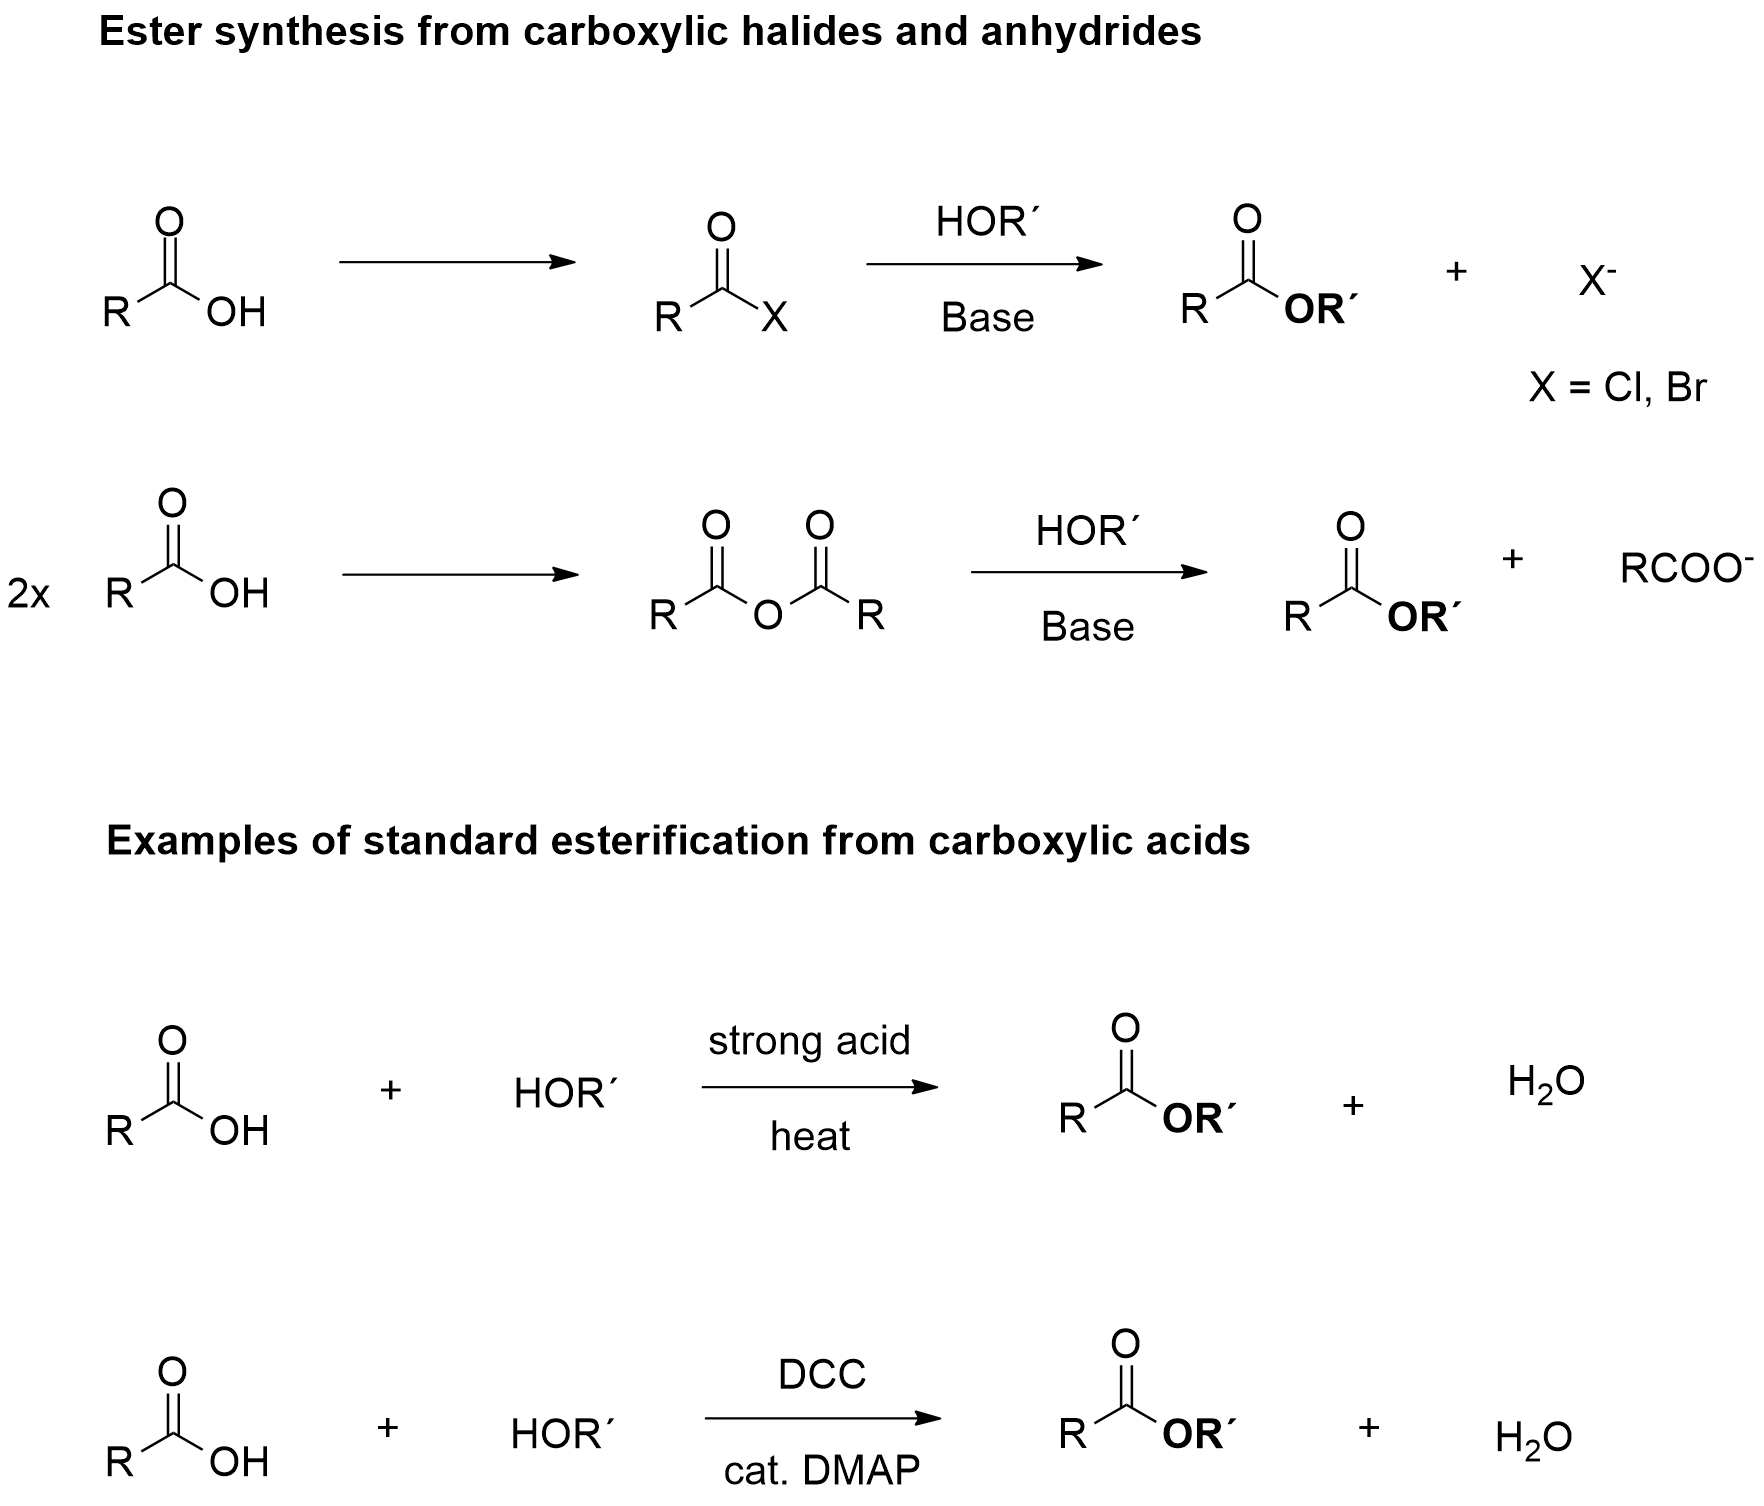 Ester synthesis from carboxylic halides and anhydrides
O
R
OH
O
R
X
HOR´
Base
O
R
OR´
+
X-
X = Cl, Br
2x
O
R
OH
O
O
R
O
R
HOR´
Base
O
R
OR´
+
RCOO-
Examples of standard esterification from carboxylic acids
O
R
OH
+
HOR´
strong acid
heat
O
R
OR´
+
H2O
O
R
OH
+
HOR´
DCC
cat. DMAP
O
R
OR´
+
H2O